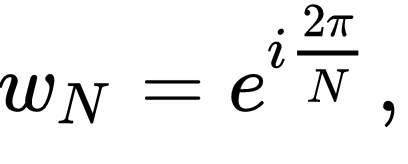 $w_N = e^{i\frac{2\pi}{N}},$